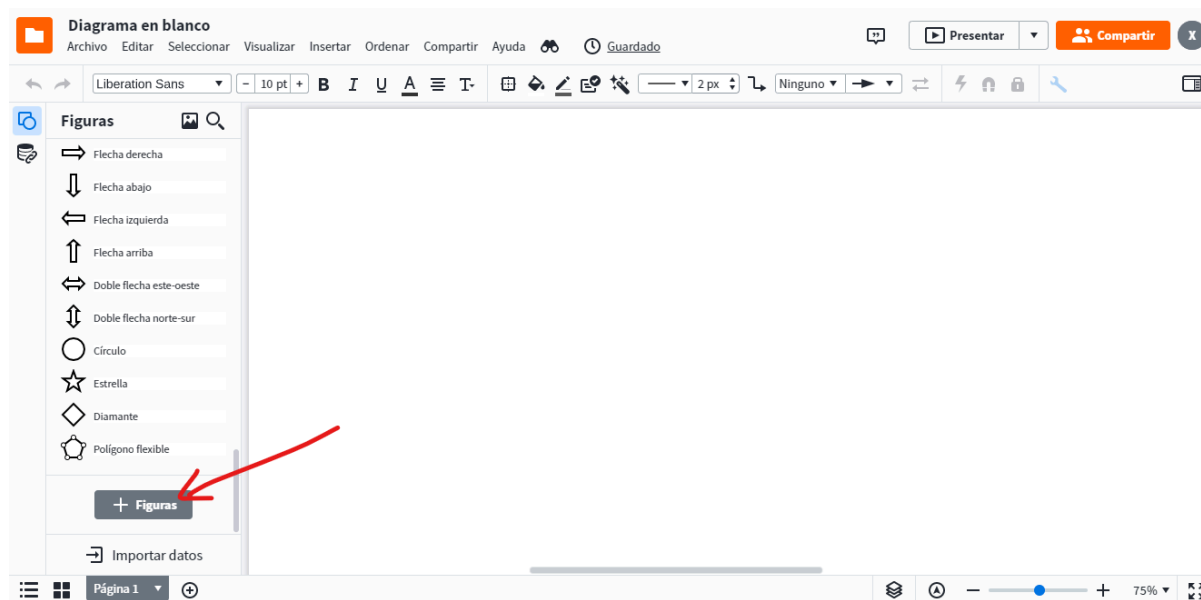 Diagrama en blanco
Archivo Editar Seleccionar Visualizar Insertar Ordenar Compartir Ayuda Guardado
Presentar Compartir X
Liberation Sans - 10 pt + B I U A T 2 px Ninguno
Figuras
Flecha derecha
Flecha abajo
Flecha izquierda
Flecha arriba
Doble flecha este-oeste
Doble flecha norte-sur
Círculo
Estrella
Diamante
Polígono flexible
+ Figuras
Importar datos
Página 1 75%